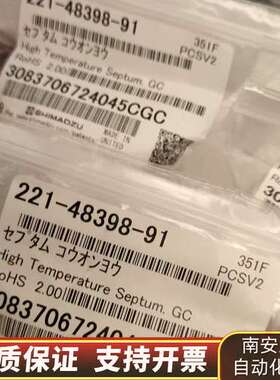 221-48398-91
351F
PCSV2
セプタム コウオンヨウ
High Temperature Septum, GC
RoHS 2.00
3083706724045CGC
SHIMADZU
MADE IN
UNITED
30
221-48398-91
351F
PCSV2
セプタム コウオンヨウ
High Temperature Septum, GC
RoHS 2.00
3083706724045CGC
质保证 支持开票
南安
自动化